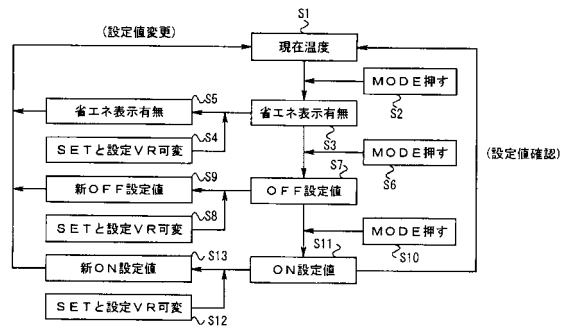 S1
(設定値変更)
現在温度
MODE押す
S2
S5
省エネ表示有無
省エネ表示有無
S4
S3
SETと設定VR可変
MODE押す
S6
(設定値確認)
S9
S7
新OFF設定値
OFF設定値
S8
SETと設定VR可変
MODE押す
S10
S13
S11
新ON設定値
ON設定値
SETと設定VR可変
S12